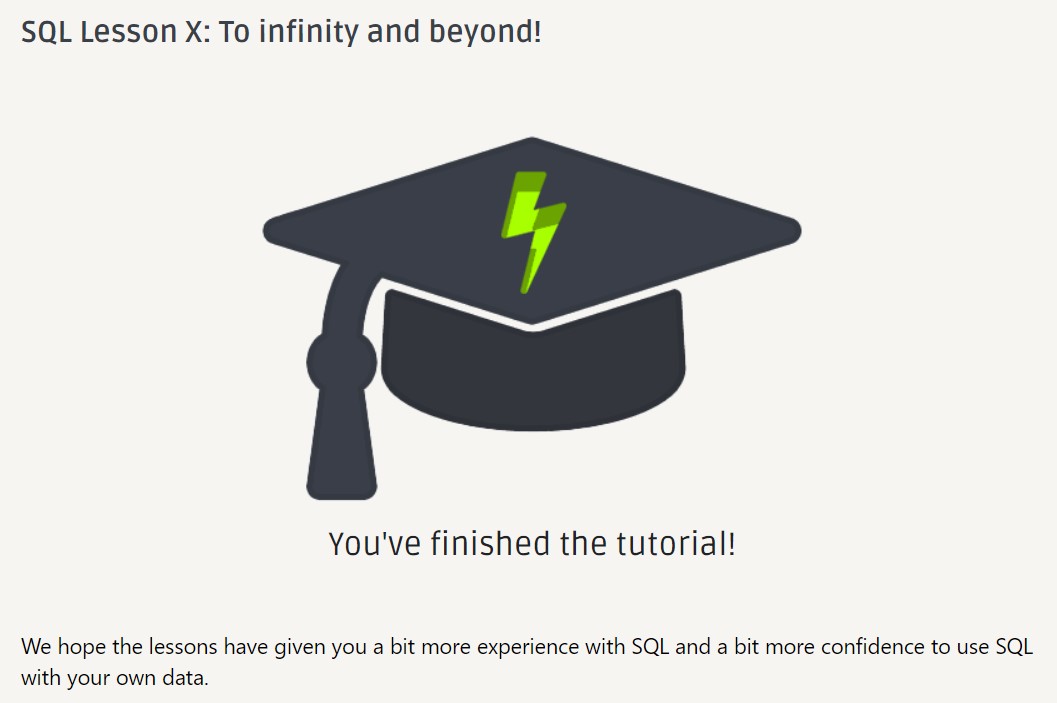 SQL Lesson X: To infinity and beyond!
You've finished the tutorial!
We hope the lessons have given you a bit more experience with SQL and a bit more confidence to use SQL
with your own data.